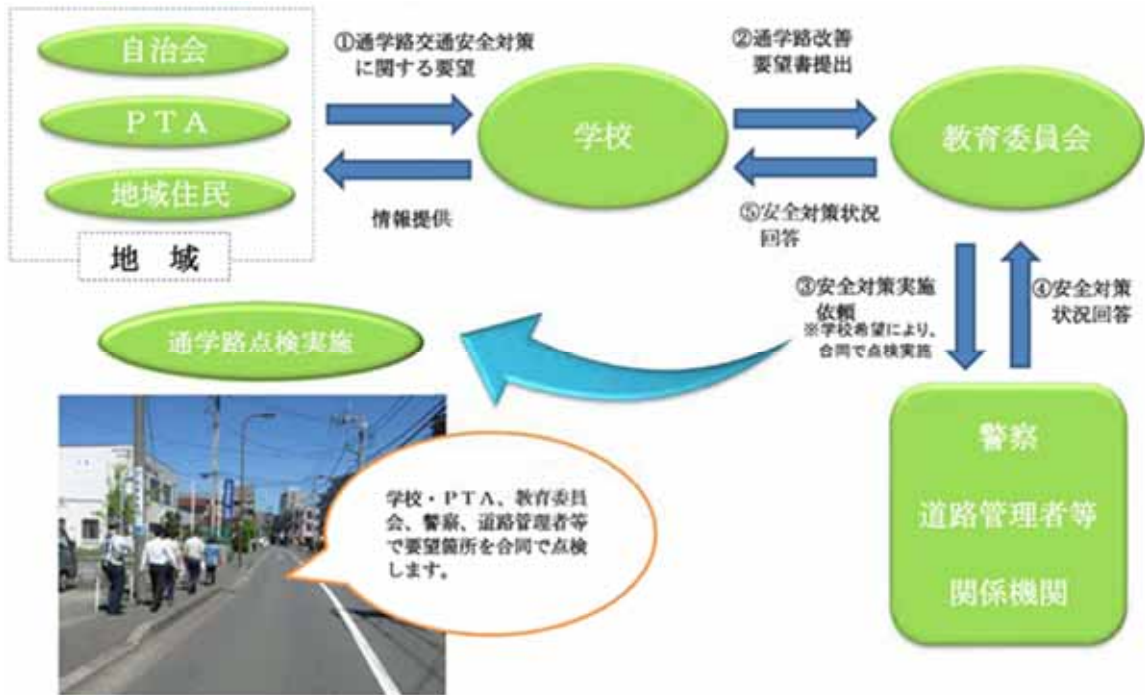 自治会
PTA
地域住民
地 域
①通学路交通安全対策
に関する要望
情報提供
学校
②通学路改善
要望書提出
⑤安全対策状況
回答
教育委員会
③安全対策実施
依頼
※学校希望により、
合同で点検実施
④安全対策
状況回答
警察
道路管理者等
関係機関
通学路点検実施
学校・PTA、教育委員
会、警察、道路管理者等
で要望箇所を合同で点検
します。